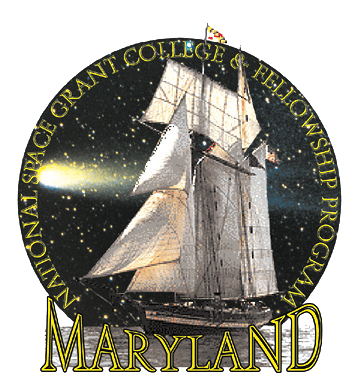 NATIONAL SPACE GRANT COLLEGE & FELLOWSHIP PROGRAM
MARYLAND